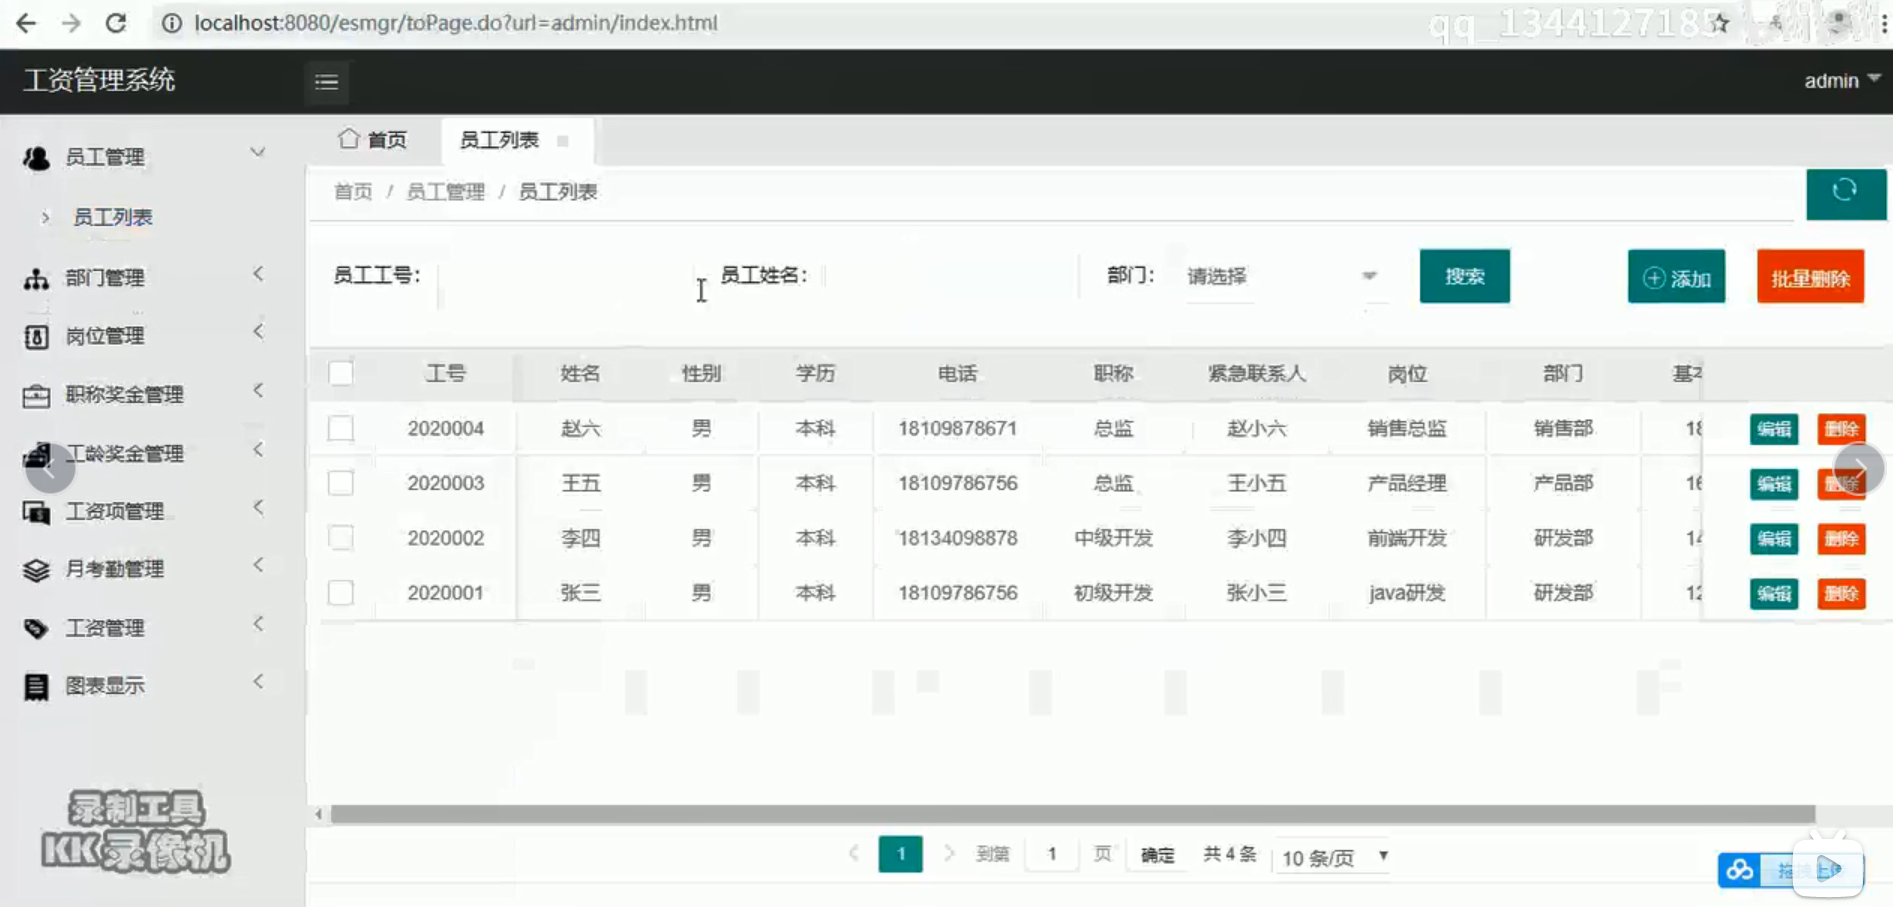 localhost:8080/esmgr/toPage.do?url=admin/index.html
qq_1344127185
工资管理系统
admin
员工管理
员工列表
部门管理
岗位管理
职称奖金管理
工龄奖金管理
工资项管理
月考勤管理
工资管理
图表显示
首页 员工列表
首页 / 员工管理 / 员工列表
员工工号: 员工姓名: 部门: 请选择 搜索 添加 批量删除
工号 姓名 性别 学历 电话 职称 紧急联系人 岗位 部门
2020004 赵六 男 本科 18109878671 总监 赵小六 销售总监 销售部 18 编辑 删除
2020003 王五 男 本科 18109786756 总监 王小五 产品经理 产品部 16 编辑 删除
2020002 李四 男 本科 18134098878 中级开发 李小四 前端开发 研发部 14 编辑 删除
2020001 张三 男 本科 18109786756 初级开发 张小三 java研发 研发部 12 编辑 删除
1 到第 1 页 确定 共 4 条 10 条/页
录制工具
KK录像机